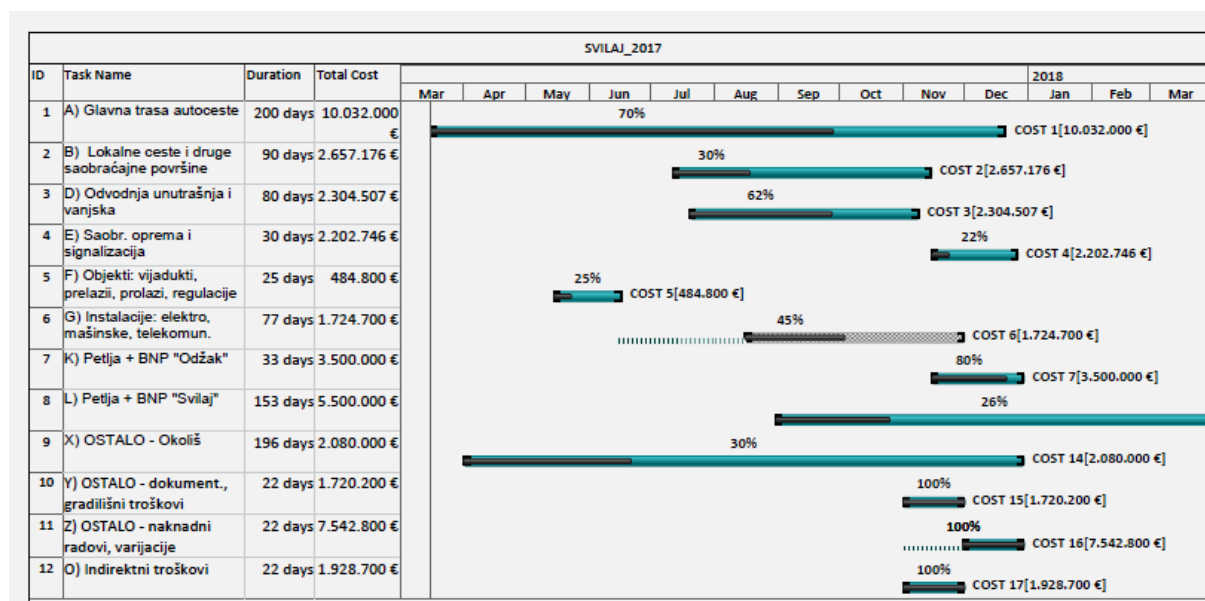 SVILAJ_2017
ID Task Name Duration Total Cost 2018
Mar Apr May Jun Jul Aug Sep Oct Nov Dec Jan Feb Mar
1 A) Glavna trasa autoceste 200 days 10.032.000
€
70%
COST 1[10.032.000 €]
2 B) Lokalne ceste i druge 90 days 2.657.176 €
saobraćajne površine
30%
COST 2[2.657.176 €]
3 D) Odvodnja unutrašnja i 80 days 2.304.507 €
vanjska
62%
COST 3[2.304.507 €]
4 E) Saobr. oprema i 30 days 2.202.746 €
signalizacija
22%
COST 4[2.202.746 €]
5 F) Objekti: vijadukti, 25 days 484.800 €
prelazii, prolazi, regulacije
25%
COST 5[484.800 €]
6 G) Instalacije: elektro, 77 days 1.724.700 €
mašinske, telekomun.
45%
COST 6[1.724.700 €]
7 K) Petlja + BNP "Odžak" 33 days 3.500.000 €
80%
COST 7[3.500.000 €]
8 L) Petlja + BNP "Svilaj" 153 days 5.500.000 €
26%
9 X) OSTALO - Okoliš 196 days 2.080.000 €
30%
COST 14[2.080.000 €]
10 Y) OSTALO - dokument., 22 days 1.720.200 €
gradilišni troškovi
100%
COST 15[1.720.200 €]
11 Z) OSTALO - naknadni 22 days 7.542.800 €
radovi, varijacije
100%
COST 16[7.542.800 €]
12 O) Indirektni troškovi 22 days 1.928.700 €
100%
COST 17[1.928.700 €]